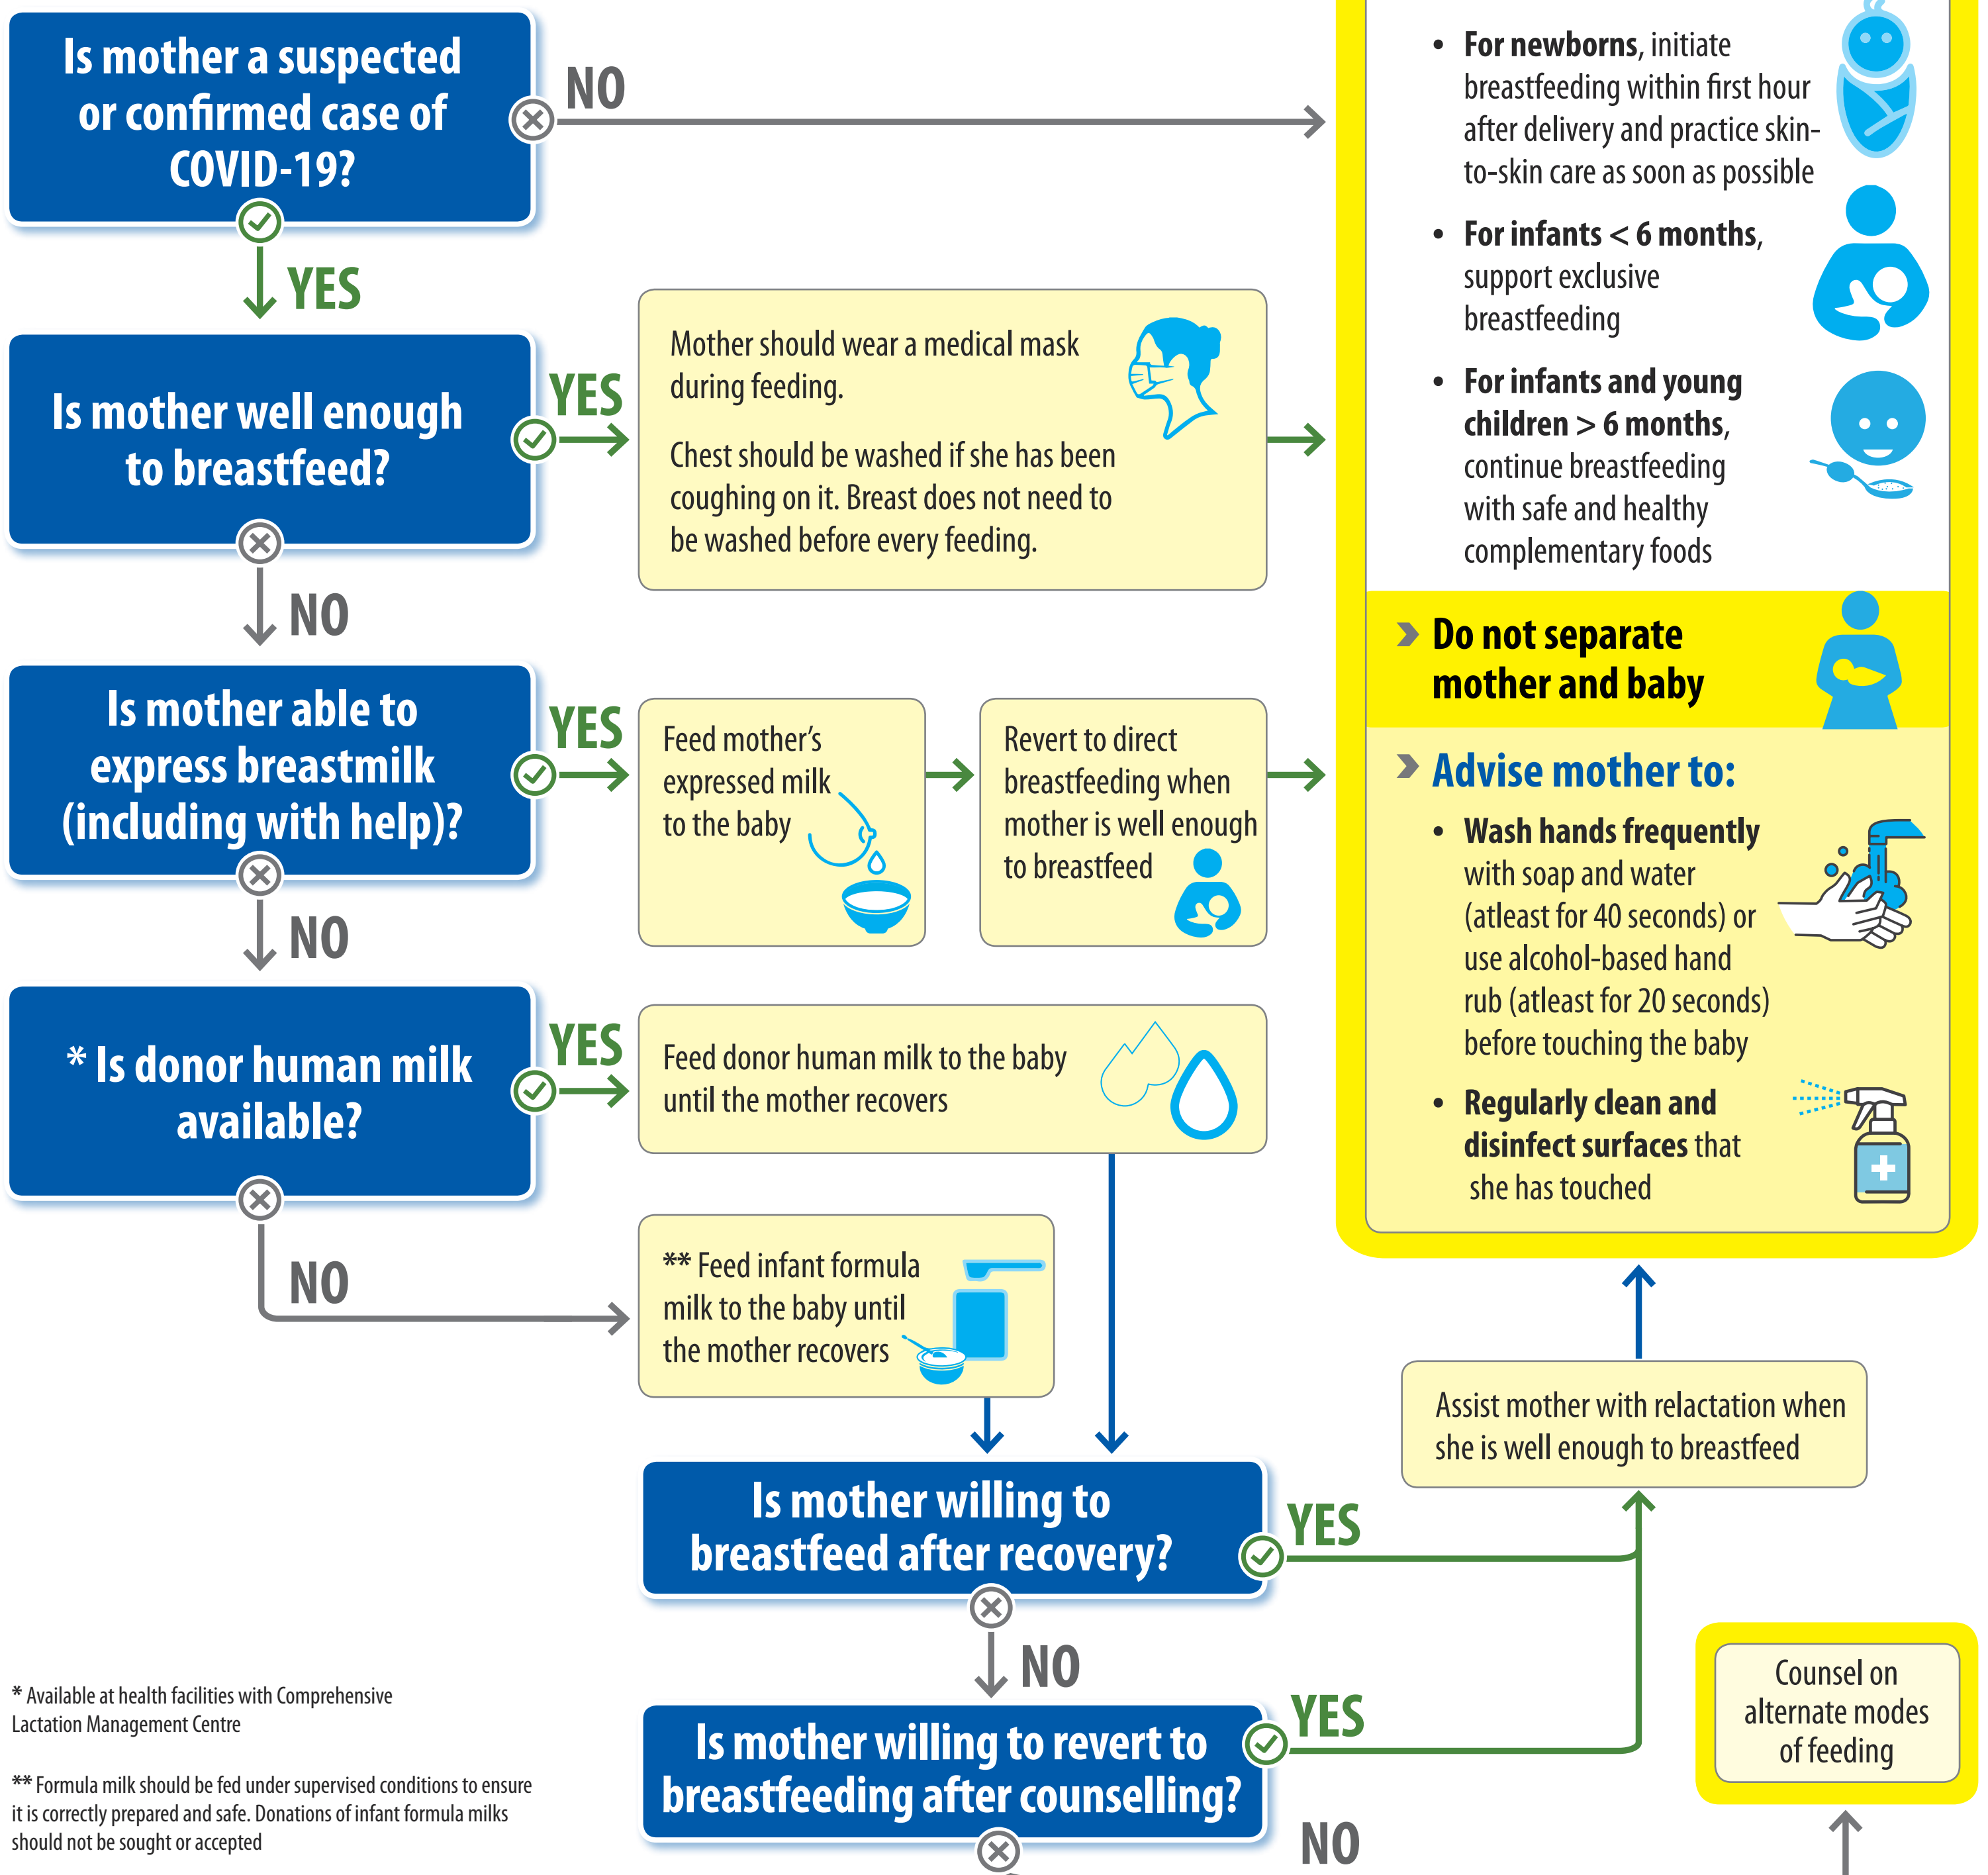 Is mother a suspected
or confirmed case of
COVID-19?
NO
YES
Is mother well enough
to breastfeed?
YES
NO
Mother should wear a medical mask
during feeding.
Chest should be washed if she has been
coughing on it. Breast does not need to
be washed before every feeding.
Is mother able to
express breastmilk
(including with help)?
YES
NO
Feed mother's
expressed milk
to the baby
Revert to direct
breastfeeding when
mother is well enough
to breastfeed
* Is donor human milk
available?
YES
NO
Feed donor human milk to the baby
until the mother recovers
** Feed infant formula
milk to the baby until
the mother recovers
Is mother willing to
breastfeed after recovery?
YES
NO
Is mother willing to revert to
breastfeeding after counselling?
YES
NO
• For newborns, initiate
breastfeeding within first hour
after delivery and practice skin-
to-skin care as soon as possible
• For infants < 6 months,
support exclusive
breastfeeding
• For infants and young
children > 6 months,
continue breastfeeding
with safe and healthy
complementary foods
Do not separate
mother and baby
Advise mother to:
• Wash hands frequently
with soap and water
(atleast for 40 seconds) or
use alcohol-based hand
rub (atleast for 20 seconds)
before touching the baby
• Regularly clean and
disinfect surfaces that
she has touched
Assist mother with relactation when
she is well enough to breastfeed
Counsel on
alternate modes
of feeding
* Available at health facilities with Comprehensive
Lactation Management Centre
** Formula milk should be fed under supervised conditions to ensure
it is correctly prepared and safe. Donations of infant formula milks
should not be sought or accepted